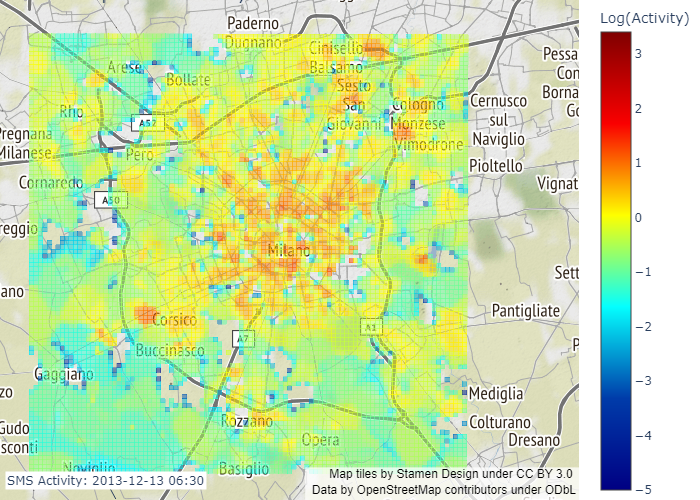 Paderno
Dugnano
Cinisello
Balsamo
Arese
Bollate
Sesto
San
Giovanni
Rho
A52
Cologno
Monzese
Vimodrone
Cernusco
sul
Naviglio
Pessa
Con
Borna
Go
Pregnana
Milanese
Pero
Pioltello
Cornaredo
A50
Vignat
reggio
Milano
Sett
ano
Corsico
Pantigliate
A7
A1
Buccinasco
P
Gaggiano
zo
Mediglia
Rozzano
Colturano
Gudo
sconti
Opera
Dresano
Noviglio
Basiglio
SMS Activity: 2013-12-13 06:30
Map tiles by Stamen Design under CC BY 3.0
Data by OpenStreetMap contributors under ODbL
Log(Activity)
3
2
1
0
−1
−2
−3
−4
−5